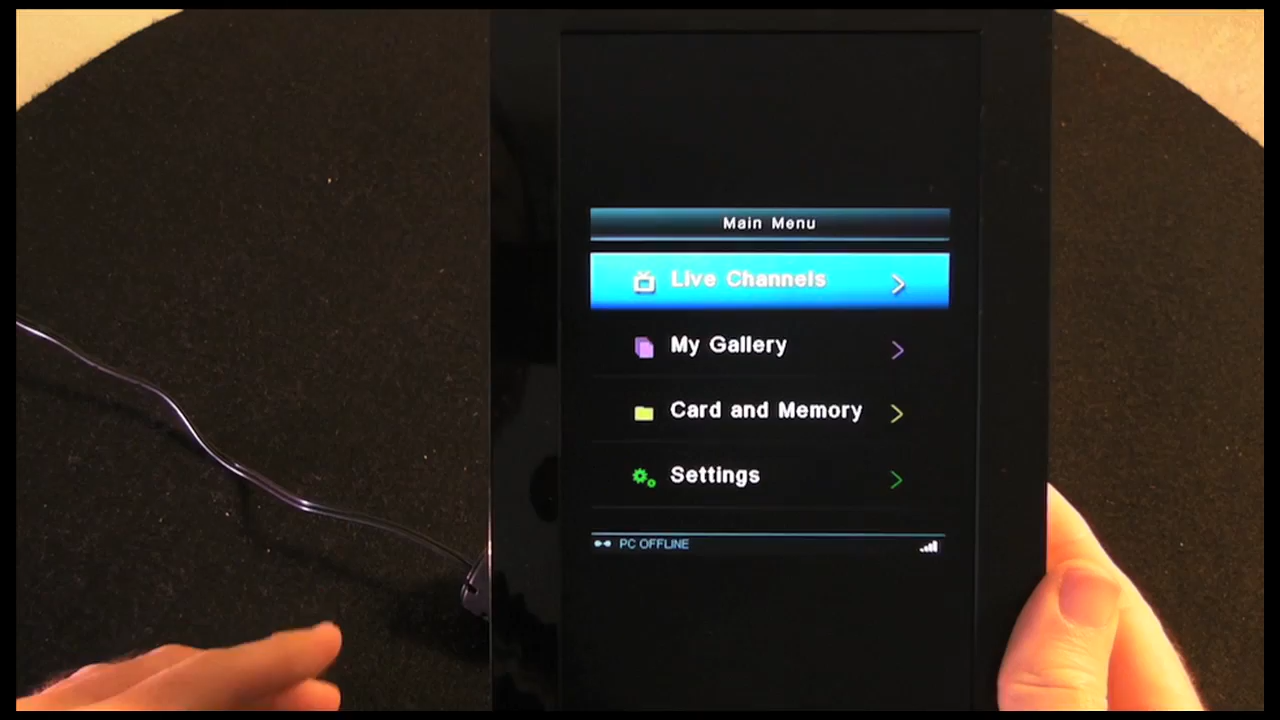 Main Menu
Live Channels
My Gallery
Card and Memory
Settings
PC OFFLINE